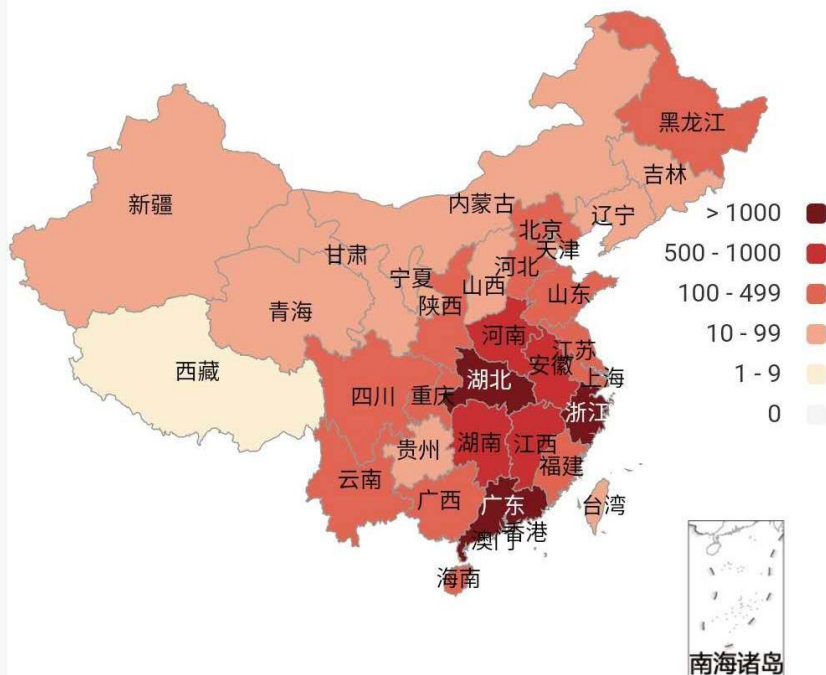 黑龙江
吉林
新疆
内蒙古
辽宁
北京
天津
甘肃
河北
宁夏
山西
青海
陕西
山东
河南
江苏
安徽
西藏
湖北
上海
四川
重庆
浙江
湖南
江西
贵州
福建
云南
广西
广东
台湾
香港
澳门
海南
> 1000
500 - 1000
100 - 499
10 - 99
1 - 9
0
南海诸岛